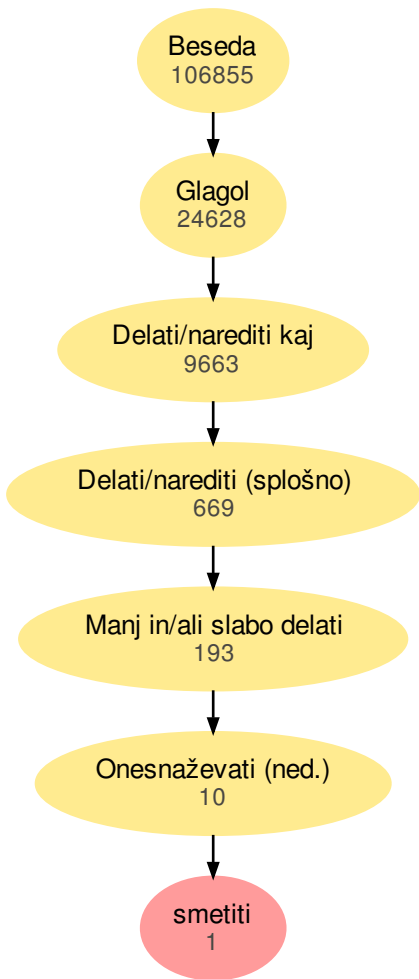 Beseda
106855
Glagol
24628
Delati/narediti kaj
9663
Delati/narediti (splošno)
669
Manj in/ali slabo delati
193
Onesnaževati (ned.)
10
smetiti
1